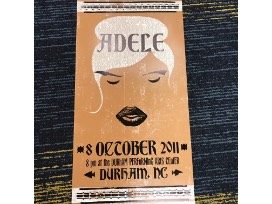 ADELE
8 OCTOBER 2011
8 pm at the DURHAM PERFORMING ARTS CENTER
DURHAM, NC